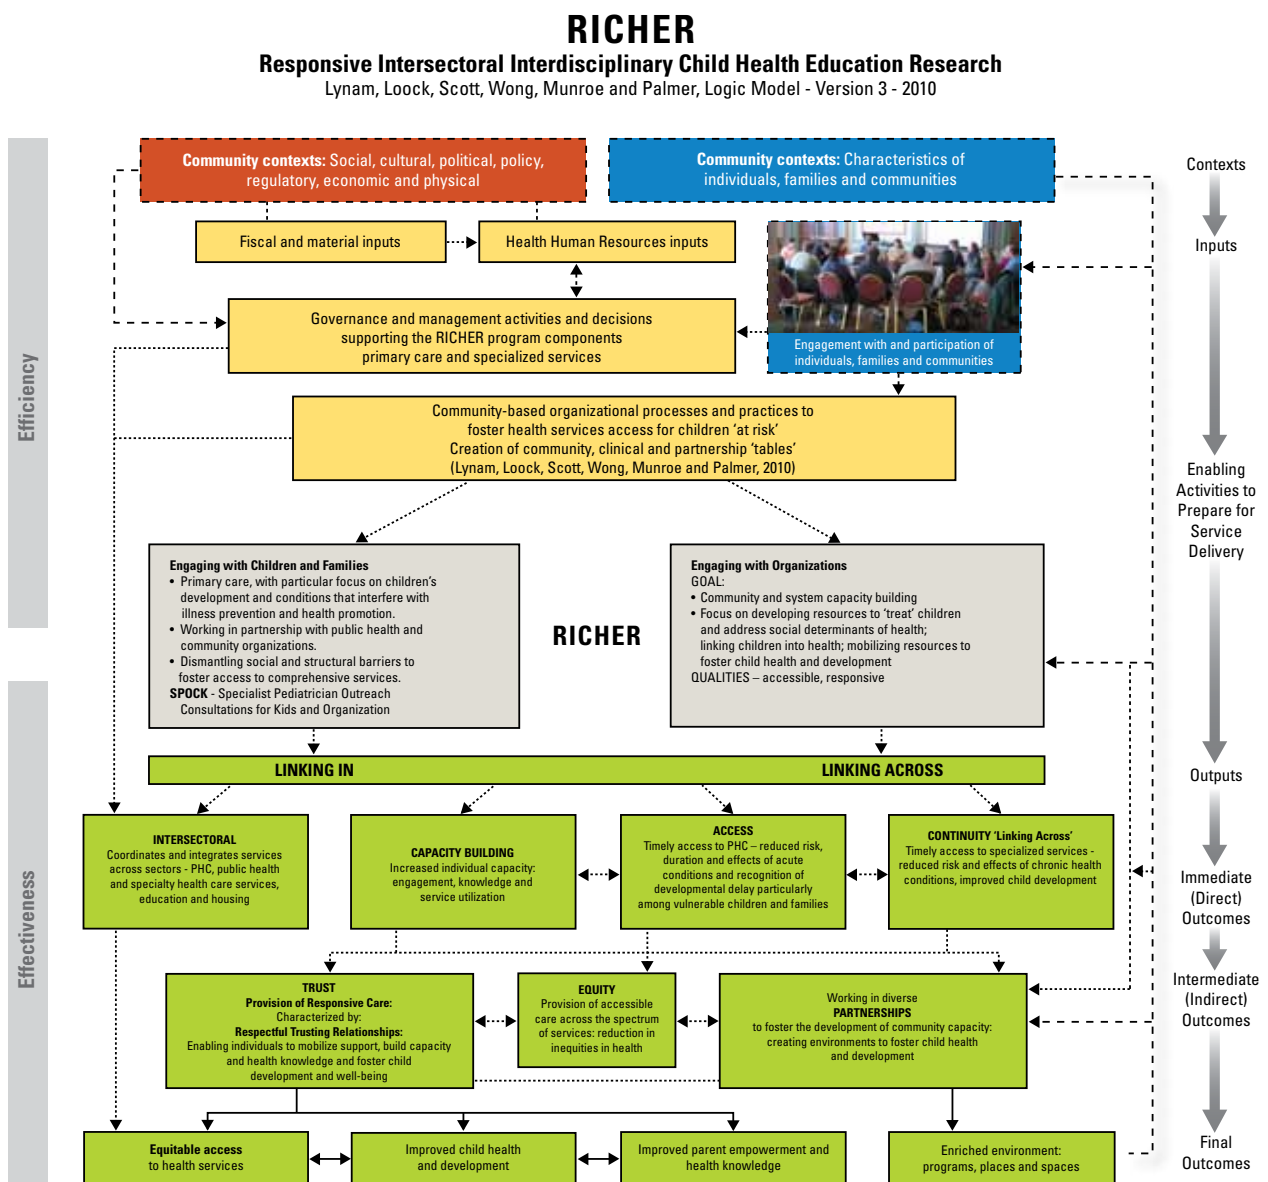 RICHER
Responsive Intersectoral Interdisciplinary Child Health Education Research
Lynam, Loock, Scott, Wong, Munroe and Palmer, Logic Model - Version 3 - 2010
Efficiency
Effectiveness
Community contexts: Social, cultural, political, policy,
regulatory, economic and physical
Community contexts: Characteristics of
individuals, families and communities
Contexts
Fiscal and material inputs
Health Human Resources inputs
Inputs
Governance and management activities and decisions
supporting the RICHER program components
primary care and specialized services
Engagement with and participation of
individuals, families and communities
Community-based organizational processes and practices to
foster health services access for children ‘at risk’
Creation of community, clinical and partnership ‘tables’
(Lynam, Loock, Scott, Wong, Munroe and Palmer, 2010)
Enabling
Activities to
Prepare for
Service
Delivery
Engaging with Children and Families
• Primary care, with particular focus on children’s
development and conditions that interfere with
illness prevention and health promotion.
• Working in partnership with public health and
community organizations.
• Dismantling social and structural barriers to
foster access to comprehensive services.
SPOCK - Specialist Pediatrician Outreach
Consultations for Kids and Organization
RICHER
Engaging with Organizations
GOAL:
• Community and system capacity building
• Focus on developing resources to ‘treat’ children
and address social determinants of health;
linking children into health; mobilizing resources to
foster child health and development
QUALITIES – accessible, responsive
LINKING IN
LINKING ACROSS
Outputs
INTERSECTORAL
Coordinates and integrates services
across sectors - PHC, public health
and specialty health care services,
education and housing
CAPACITY BUILDING
Increased individual capacity:
engagement, knowledge and
service utilization
ACCESS
Timely access to PHC – reduced risk,
duration and effects of acute
conditions and recognition of
developmental delay particularly
among vulnerable children and families
CONTINUITY ‘Linking Across’
Timely access to specialized services -
reduced risk and effects of chronic health
conditions, improved child development
Immediate
(Direct)
Outcomes
TRUST
Provision of Responsive Care:
Characterized by:
Respectful Trusting Relationships:
Enabling individuals to mobilize support, build capacity
and health knowledge and foster child
development and well-being
EQUITY
Provision of accessible
care across the spectrum
of services: reduction in
inequities in health
Working in diverse
PARTNERSHIPS
to foster the development of community capacity:
creating environments to foster child health
and development
Intermediate
(Indirect)
Outcomes
Equitable access
to health services
Improved child health
and development
Improved parent empowerment and
health knowledge
Enriched environment:
programs, places and spaces
Final
Outcomes